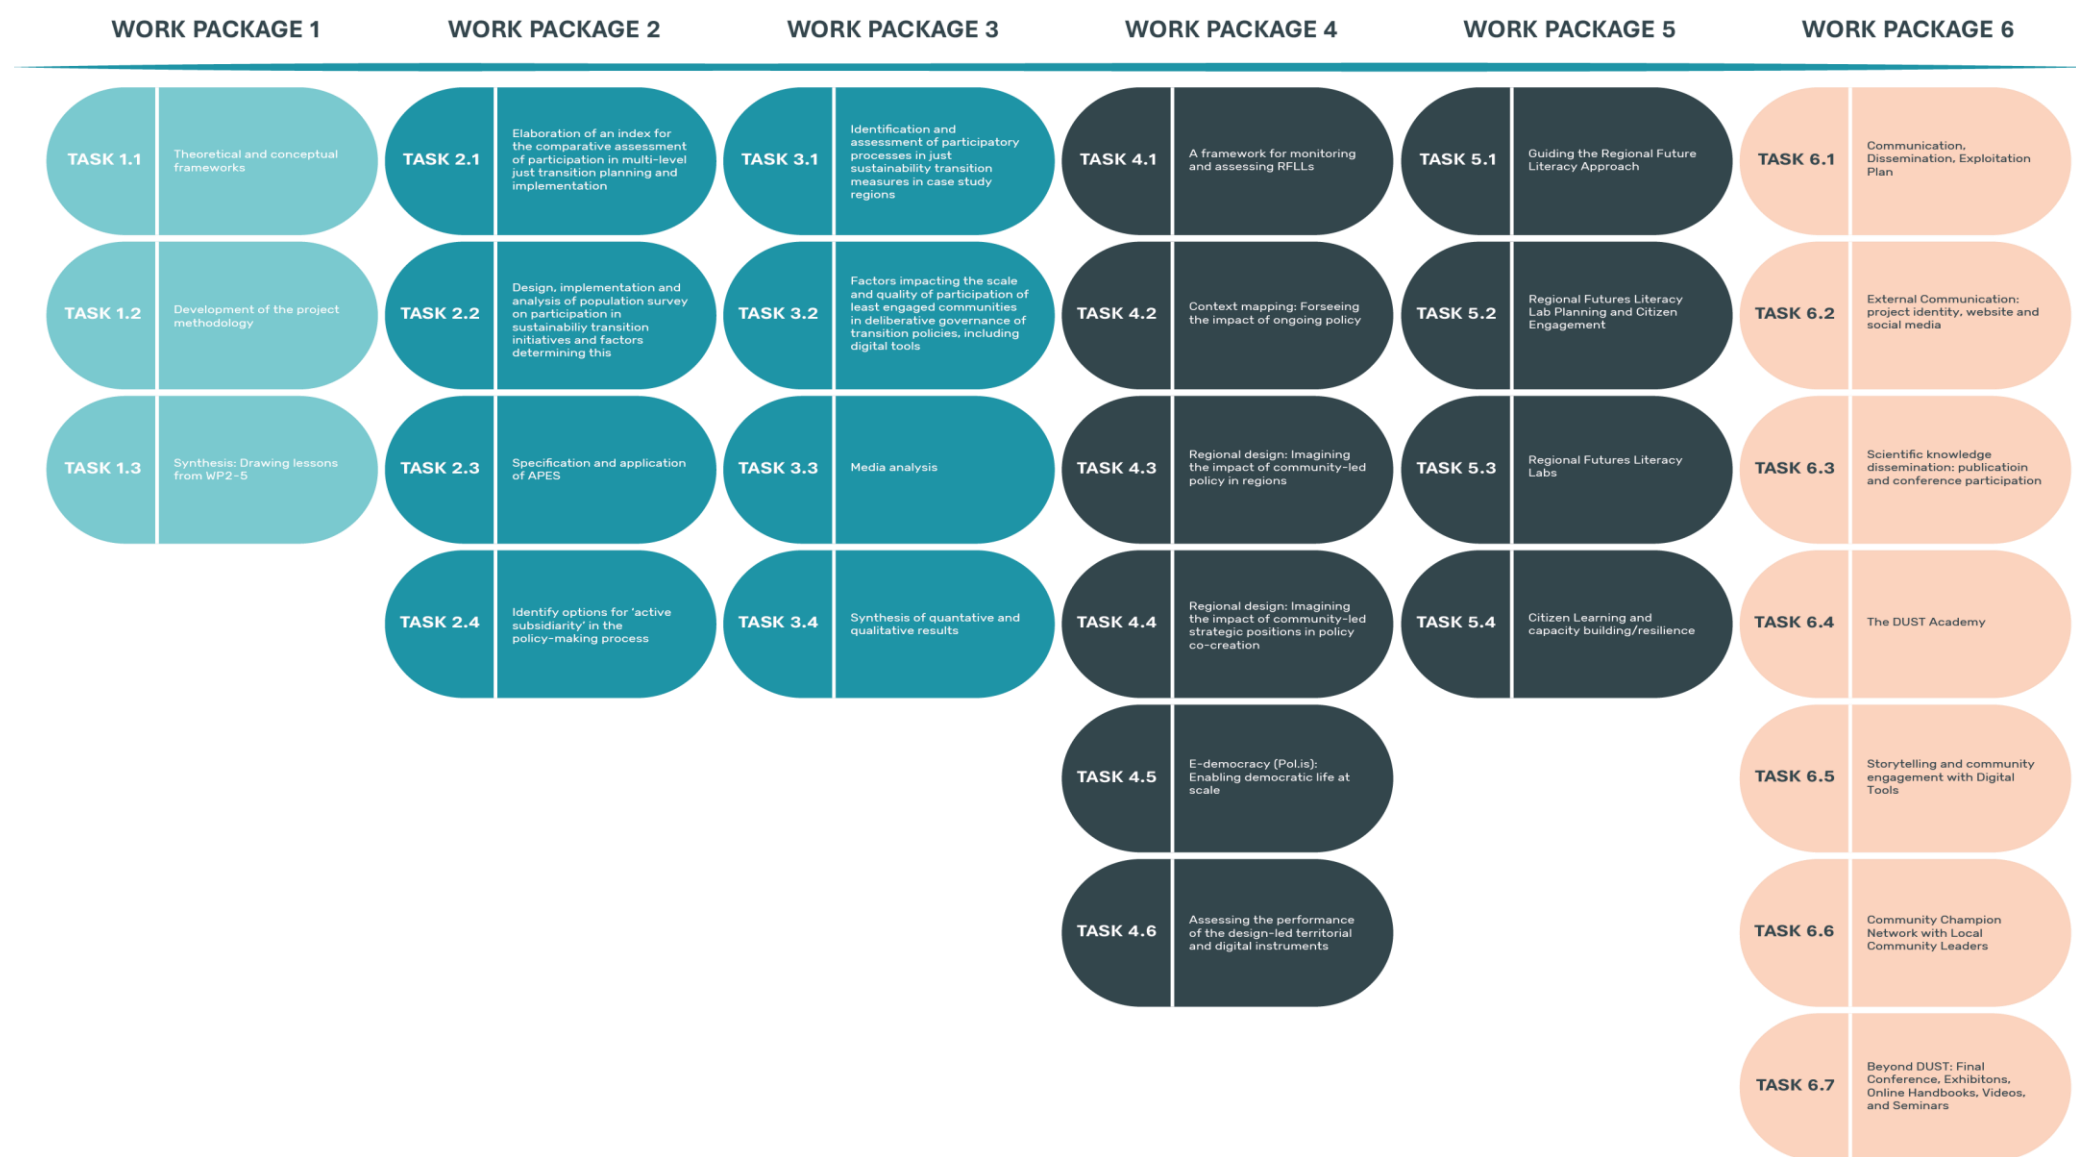 WORK PACKAGE 1
WORK PACKAGE 2
WORK PACKAGE 3
WORK PACKAGE 4
WORK PACKAGE 5
WORK PACKAGE 6
TASK 1.1
Theoretical and conceptual
frameworks
TASK 1.2
Development of the project
methodology
TASK 1.3
Synthesis: Drawing lessons
from WP2-5
TASK 2.1
Elaboration of an index for
the comparative assessment
of participation in multi-level
just transition planning and
implementation
TASK 2.2
Design, implementation and
analysis of population survey
on participation in
sustainabiliy transition
initiatives and factors
determining this
TASK 2.3
Specification and application
of APES
TASK 2.4
Identify options for 'active
subsidiarity' in the
policy-making process
TASK 3.1
Identification and
assessment of participatory
processes in just
sustainability transition
measures in case study
regions
TASK 3.2
Factors impacting the scale
and quality of participation of
least engaged communities
in deliberative governance of
transition policies, including
digital tools
TASK 3.3
Media analysis
TASK 3.4
Synthesis of quantative and
qualitative results
TASK 4.1
A framework for monitoring
and assessing RFLLs
TASK 4.2
Context mapping: Forseeing
the impact of ongoing policy
TASK 4.3
Regional design: Imagining
the impact of community-led
policy in regions
TASK 4.4
Regional design: Imagining
the impact of community-led
strategic positions in policy
co-creation
TASK 4.5
E-democracy (Pol.is):
Enabling democratic life at
scale
TASK 4.6
Assessing the performance
of the design-led territorial
and digital instruments
TASK 5.1
Guiding the Regional Future
Literacy Approach
TASK 5.2
Regional Futures Literacy
Lab Planning and Citizen
Engagement
TASK 5.3
Regional Futures Literacy
Labs
TASK 5.4
Citizen Learning and
capacity building/resilience
TASK 6.1
Communication,
Dissemination, Exploitation
Plan
TASK 6.2
External Communication:
project identity, website and
social media
TASK 6.3
Scientific knowledge
dissemination: publicatioin
and conference participation
TASK 6.4
The DUST Academy
TASK 6.5
Storytelling and community
engagement with Digital
Tools
TASK 6.6
Community Champion
Network with Local
Community Leaders
TASK 6.7
Beyond DUST: Final
Conference, Exhibitons,
Online Handbooks, Videos,
and Seminars